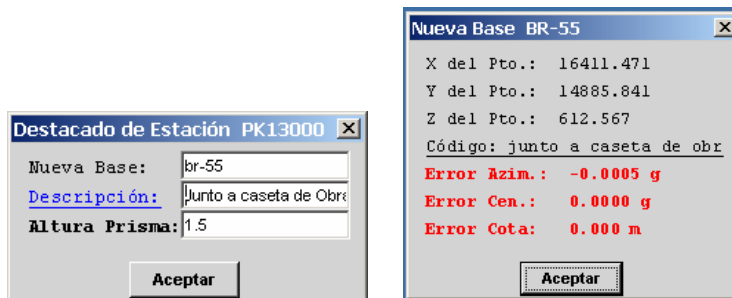 Destacado de Estación PK13000
Nueva Base: br-55
Descripción: Junto a caseta de Obra
Altura Prisma: 1.5
Aceptar
Nueva Base BR-55
X del Pto.: 16411.471
Y del Pto.: 14885.841
Z del Pto.: 612.567
Código: junto a caseta de obr
Error Azim.: -0.0005 g
Error Cen.: 0.0000 g
Error Cota: 0.000 m
Aceptar